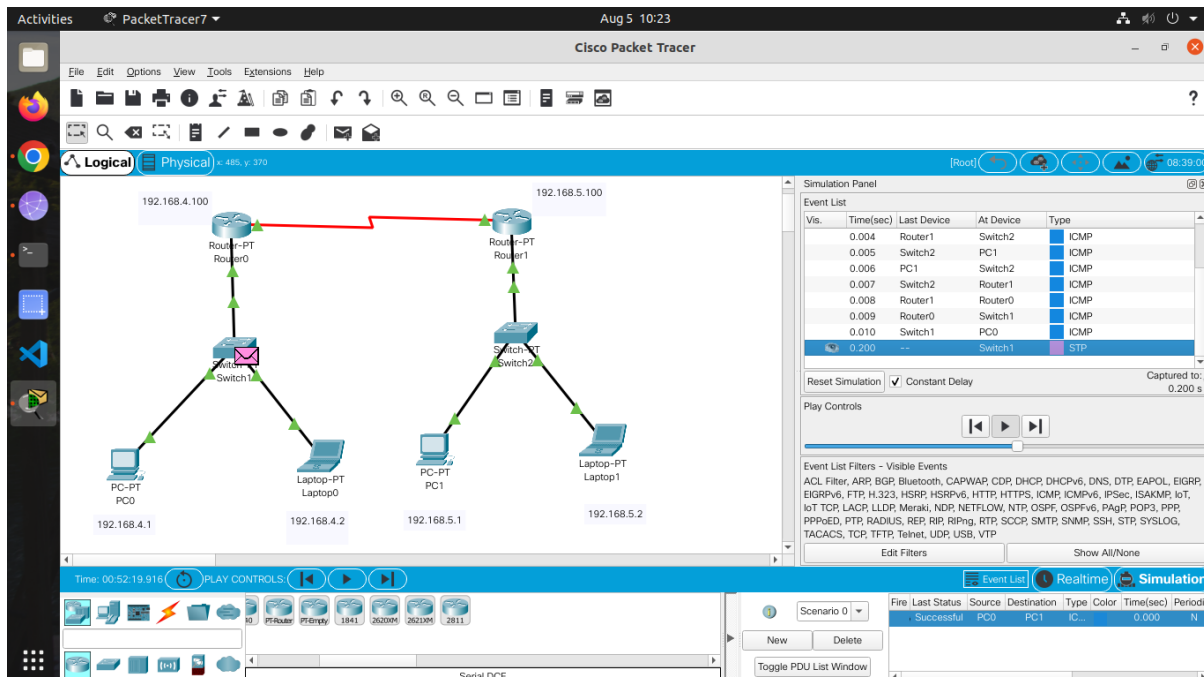 Activities PacketTracer7 Aug 5 10:23
Cisco Packet Tracer
File Edit Options View Tools Extensions Help
?
Logical Physical x: 485, y: 370 [Root] 08:39:00
192.168.4.100
192.168.5.100
Router-PT
Router0
Router-PT
Router1
Switch1
Switch-PT
Switch2
PC-PT
PC0
Laptop-PT
Laptop0
PC-PT
PC1
Laptop-PT
Laptop1
192.168.4.1
192.168.4.2
192.168.5.1
192.168.5.2
Simulation Panel
Event List
Vis. Time(sec) Last Device At Device Type
0.004 Router1 Switch2 ICMP
0.005 Switch2 PC1 ICMP
0.006 PC1 Switch2 ICMP
0.007 Switch2 Router1 ICMP
0.008 Router1 Router0 ICMP
0.009 Router0 Switch1 ICMP
0.010 Switch1 PC0 ICMP
0.200 -- Switch1 STP
Reset Simulation Constant Delay Captured to:
0.200 s
Play Controls
Event List Filters - Visible Events
ACL Filter, ARP, BGP, Bluetooth, CAPWAP, CDP, DHCP, DHCPv6, DNS, DTP, EAPOL, EIGRP,
EIGRPv6, FTP, H.323, HSRP, HSRPv6, HTTP, HTTPS, ICMP, ICMPv6, IPSec, ISAKMP, IoT,
IoT TCP, LACP, LLDP, Meraki, NDP, NETFLOW, NTP, OSPF, OSPFv6, PAgP, POP3, PPP,
PPPoED, PTP, RADIUS, REP, RIP, RIPng, RTP, SCCP, SMTP, SNMP, SSH, STP, SYSLOG,
TACACS, TCP, TFTP, Telnet, UDP, USB, VTP
Edit Filters Show All/None
Time: 00:52:19.916 PLAY CONTROLS: Event List Realtime Simulation
PT-Router PT-Empty 1841 2620XM 2621XM 2811
Serial DCE
Scenario 0
New Delete
Toggle PDU List Window
Fire Last Status Source Destination Type Color Time(sec) Periodi
Successful PC0 PC1 IC... 0.000 N